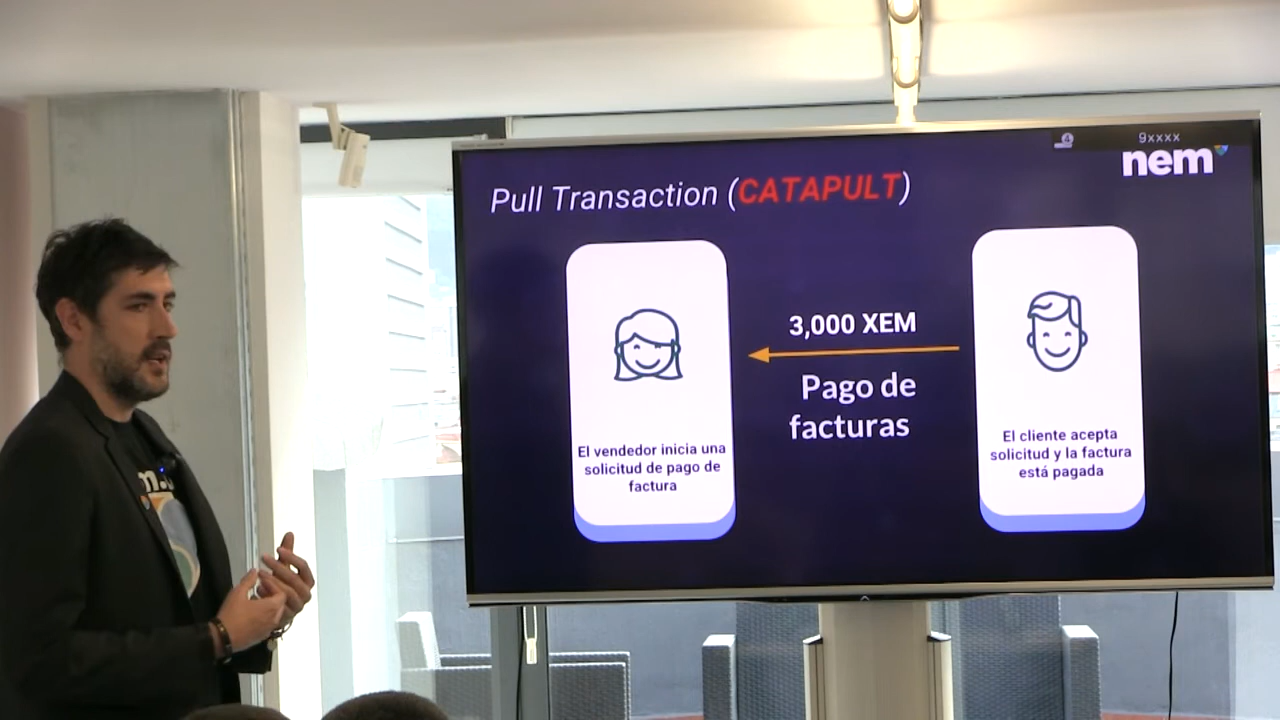 9xxxx
nem
Pull Transaction (CATAPULT)
3,000 XEM
Pago de
facturas
El vendedor inicia una
solicitud de pago de
factura
El cliente acepta
solicitud y la factura
está pagada